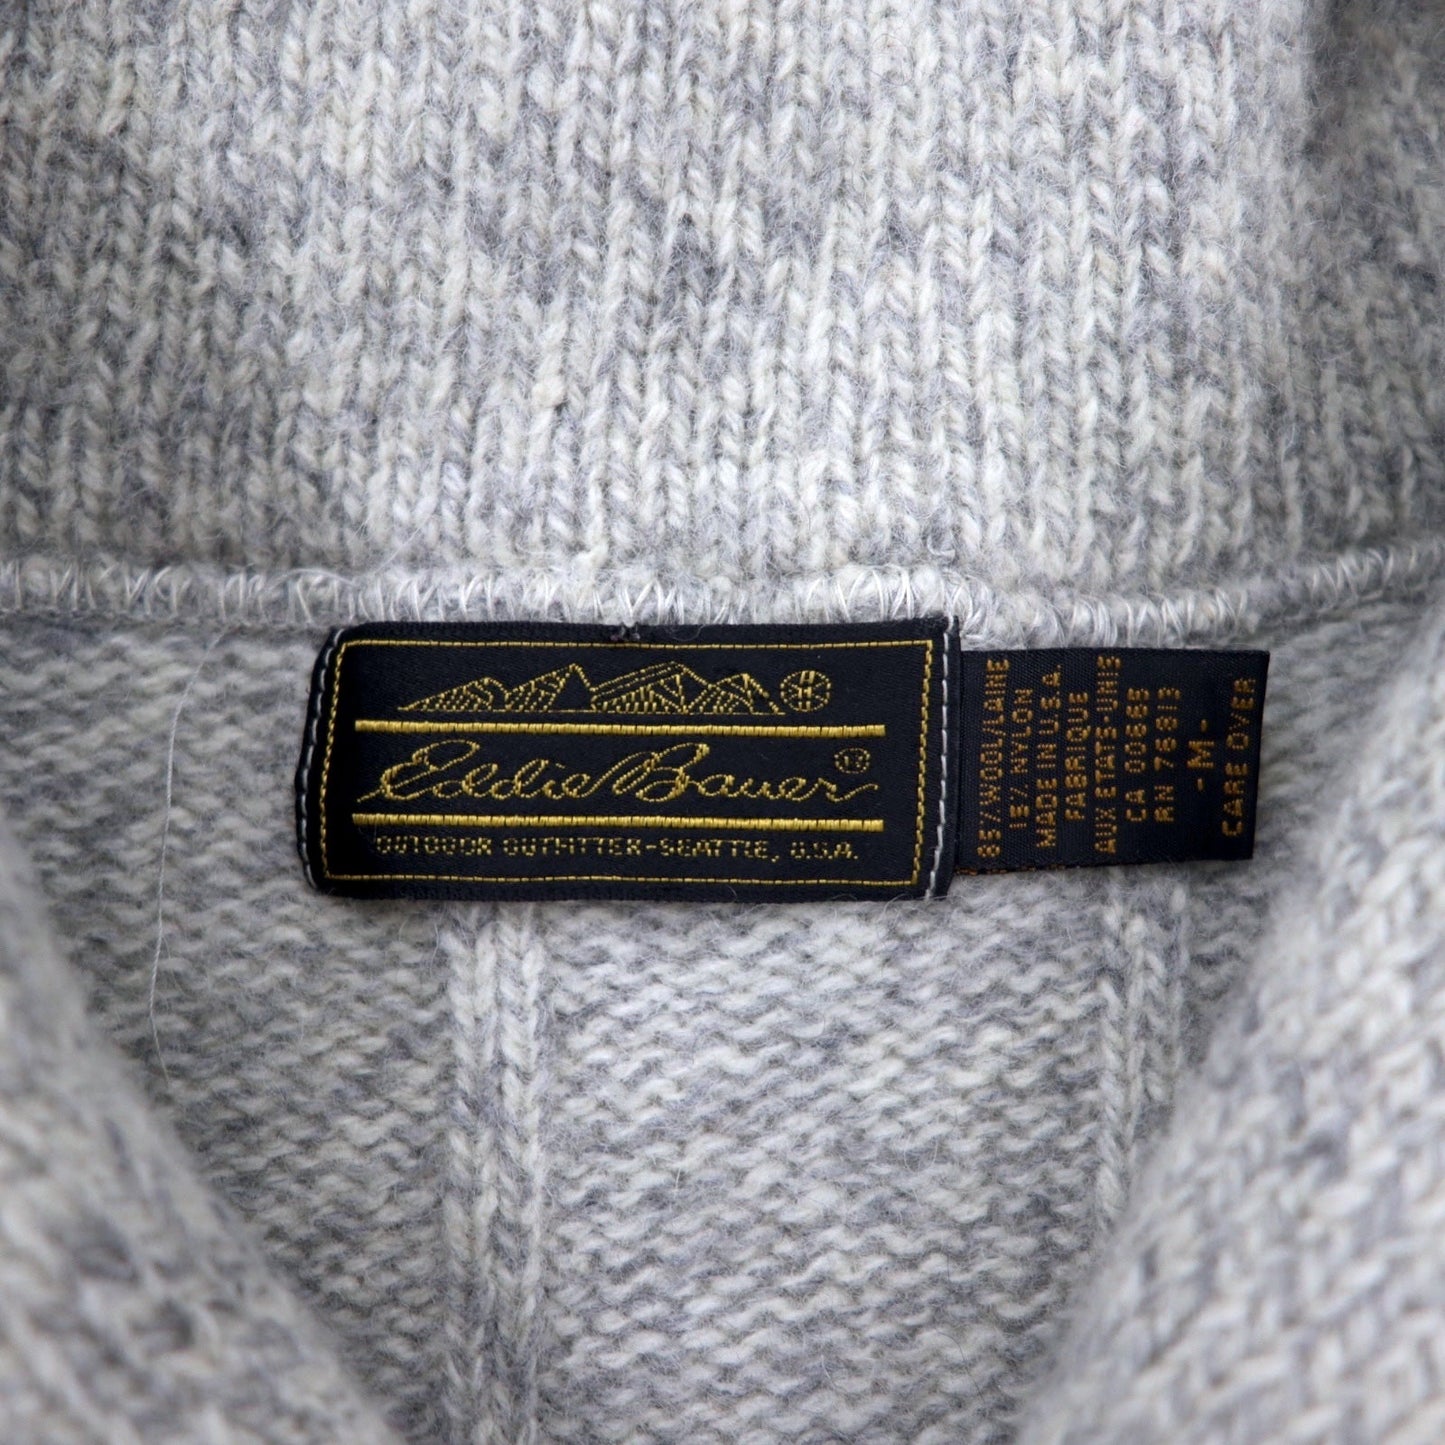 Eddie Bauer
OUTDOOR OUTFITTER-SEATTLE, U.S.A.
85% WOOL/LAINE
15% NYLON
MADE IN U.S.A.
FABRIQUE
AUX ETATS-UNIS
CA 00688
RN 75813
-M-
CARE OVER